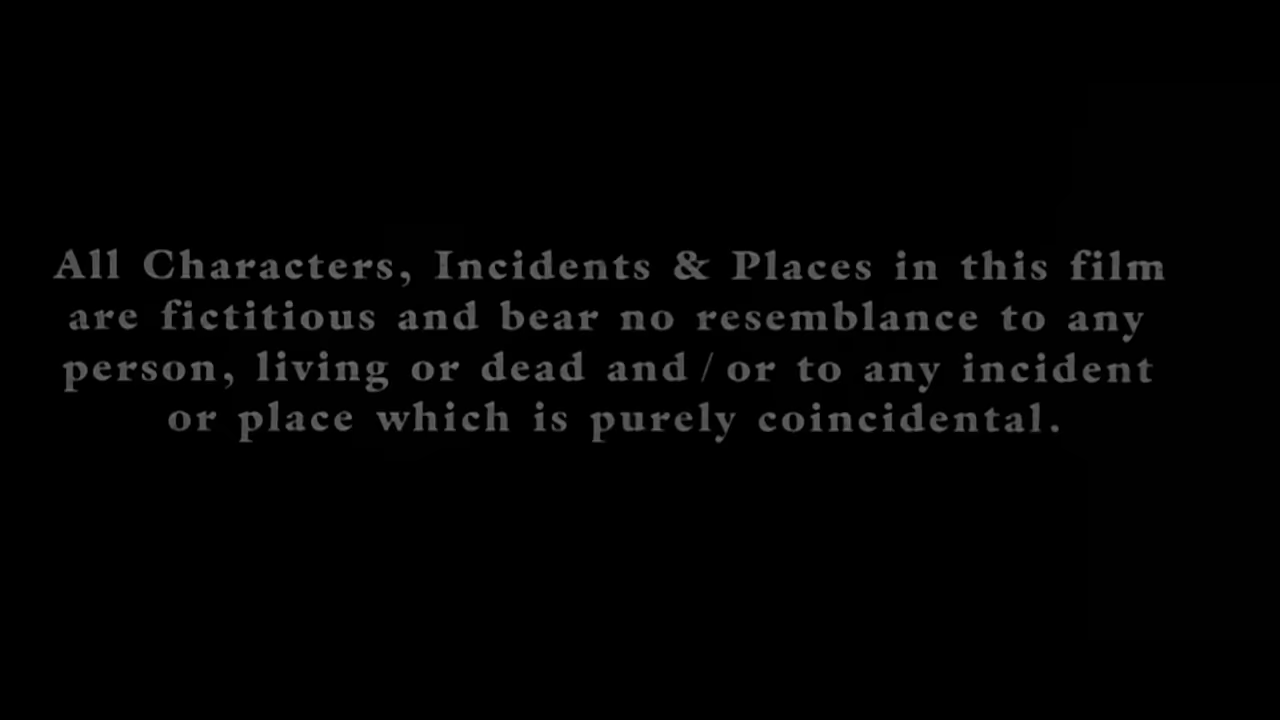 All Characters, Incidents & Places in this film
are fictitious and bear no resemblance to any
person, living or dead and / or to any incident
or place which is purely coincidental.